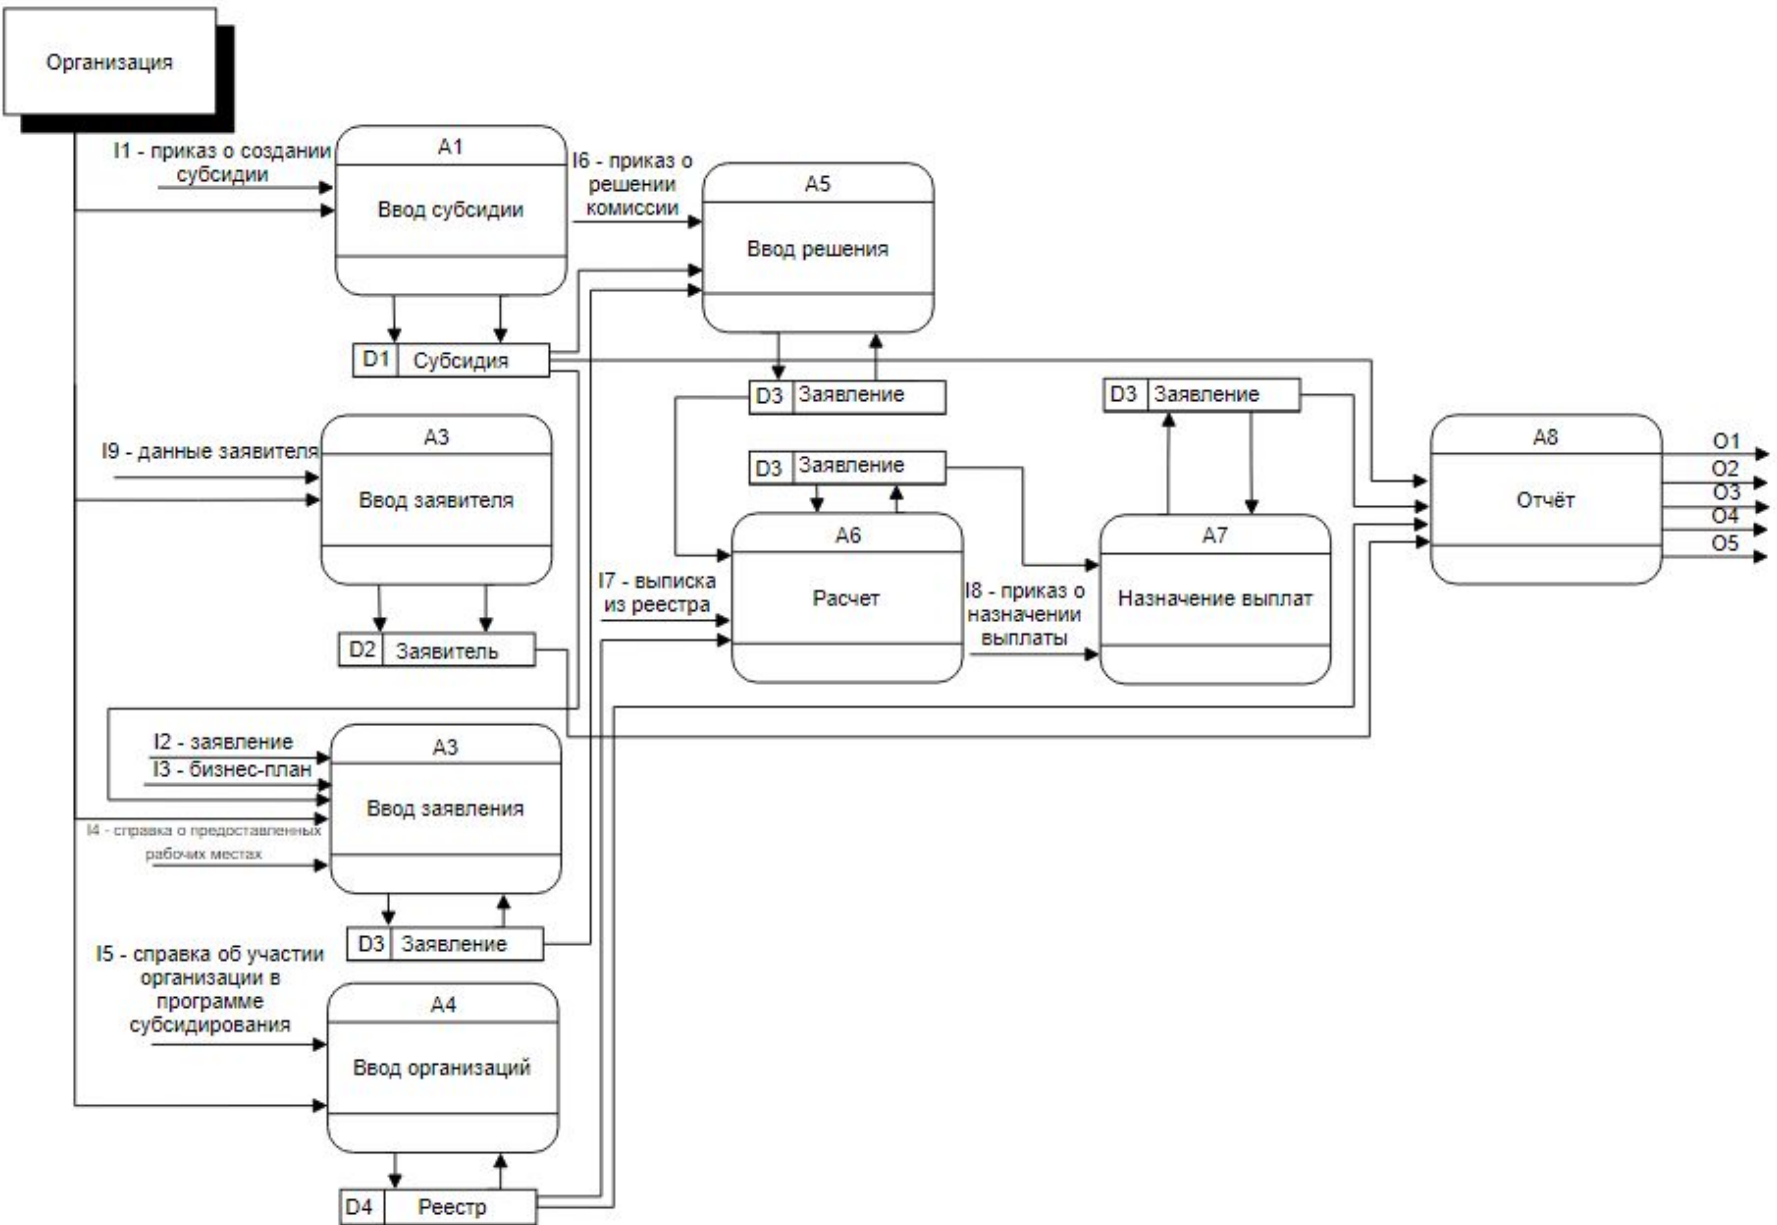 Организация
I1 - приказ о создании
субсидии
A1
Ввод субсидии
D1 Субсидия
I6 - приказ о
решении
комиссии
A5
Ввод решения
D3 Заявление
I9 - данные заявителя
A3
Ввод заявителя
D2 Заявитель
D3 Заявление
A6
Расчет
I7 - выписка
из реестра
D3 Заявление
A7
Назначение выплат
I8 - приказ о
назначении
выплаты
A8
Отчёт
O1
O2
O3
O4
O5
I2 - заявление
I3 - бизнес-план
I4 - справка о предоставленных
рабочих местах
A3
Ввод заявления
D3 Заявление
I5 - справка об участии
организации в
программе
субсидирования
A4
Ввод организаций
D4 Реестр